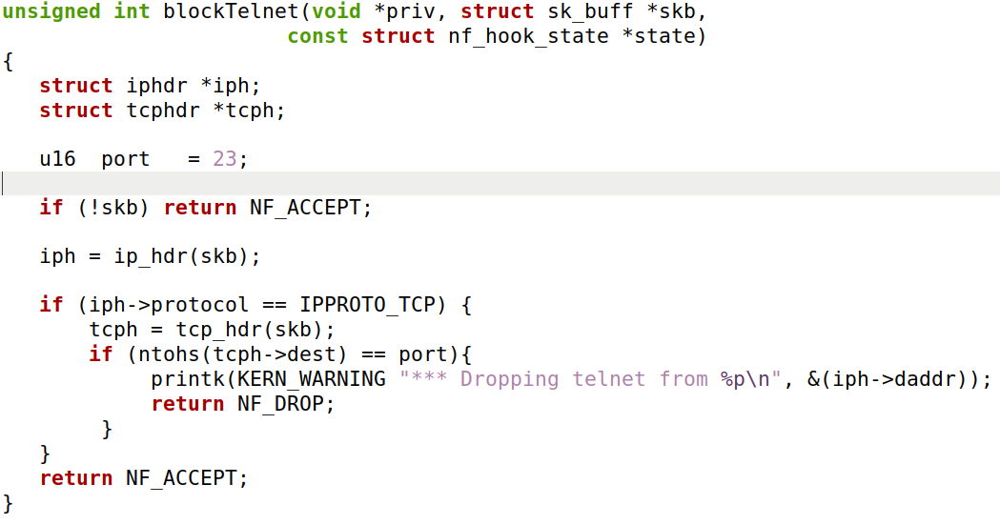 unsigned int blockTelnet(void *priv, struct sk_buff *skb,
                       const struct nf_hook_state *state)
{
   struct iphdr *iph;
   struct tcphdr *tcph;

   u16  port   = 23;

   if (!skb) return NF_ACCEPT;

   iph = ip_hdr(skb);

   if (iph->protocol == IPPROTO_TCP) {
       tcph = tcp_hdr(skb);
       if (ntohs(tcph->dest) == port){
            printk(KERN_WARNING "*** Dropping telnet from %p\n", &(iph->daddr));
            return NF_DROP;
        }
   }
   return NF_ACCEPT;
}